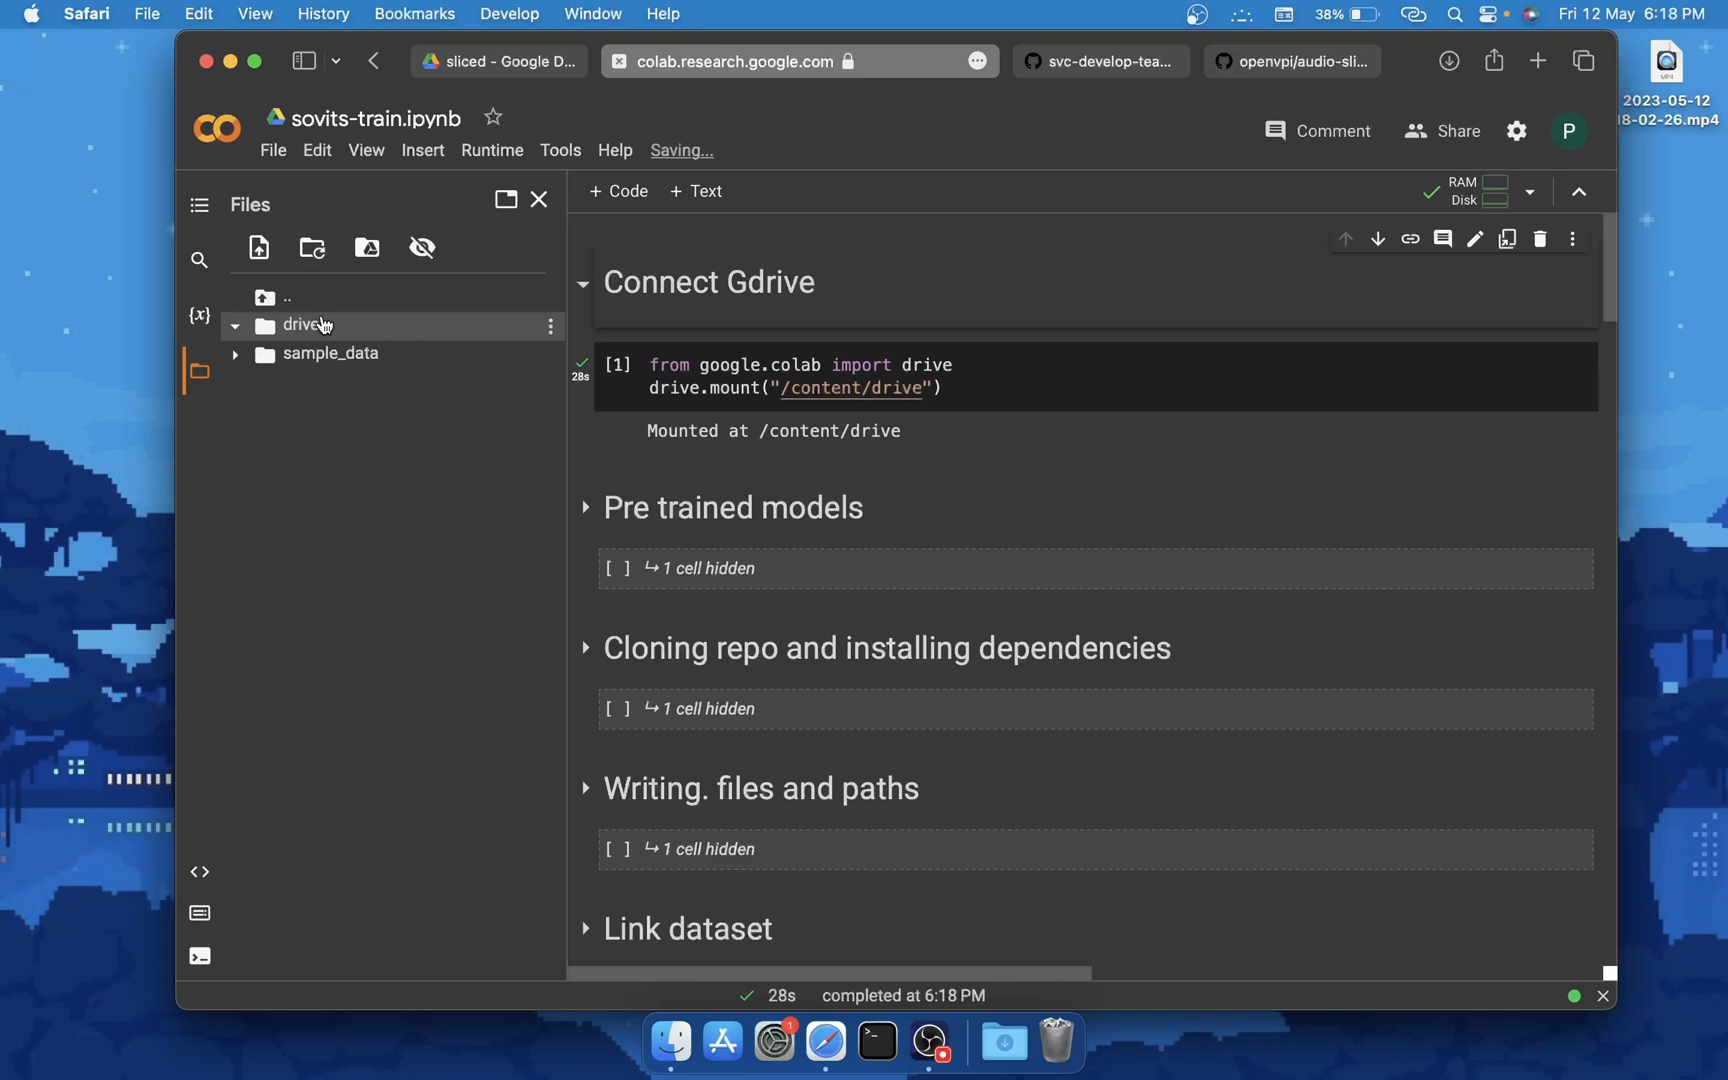 Safari File Edit View History Bookmarks Develop Window Help 38% Fri 12 May 6:18 PM
sliced - Google D... colab.research.google.com svc-develop-tea... openvpi/audio-sli...
MP4
2023-05-12
18-02-26.mp4
sovits-train.ipynb
File Edit View Insert Runtime Tools Help Saving...
Comment Share P
Files
+ Code + Text
RAM
Disk
..
drive
sample_data
{x}
Connect Gdrive
28s
[1] from google.colab import drive
drive.mount("/content/drive")
Mounted at /content/drive
Pre trained models
[ ] ↳ 1 cell hidden
Cloning repo and installing dependencies
[ ] ↳ 1 cell hidden
Writing. files and paths
[ ] ↳ 1 cell hidden
Link dataset
28s completed at 6:18 PM
1